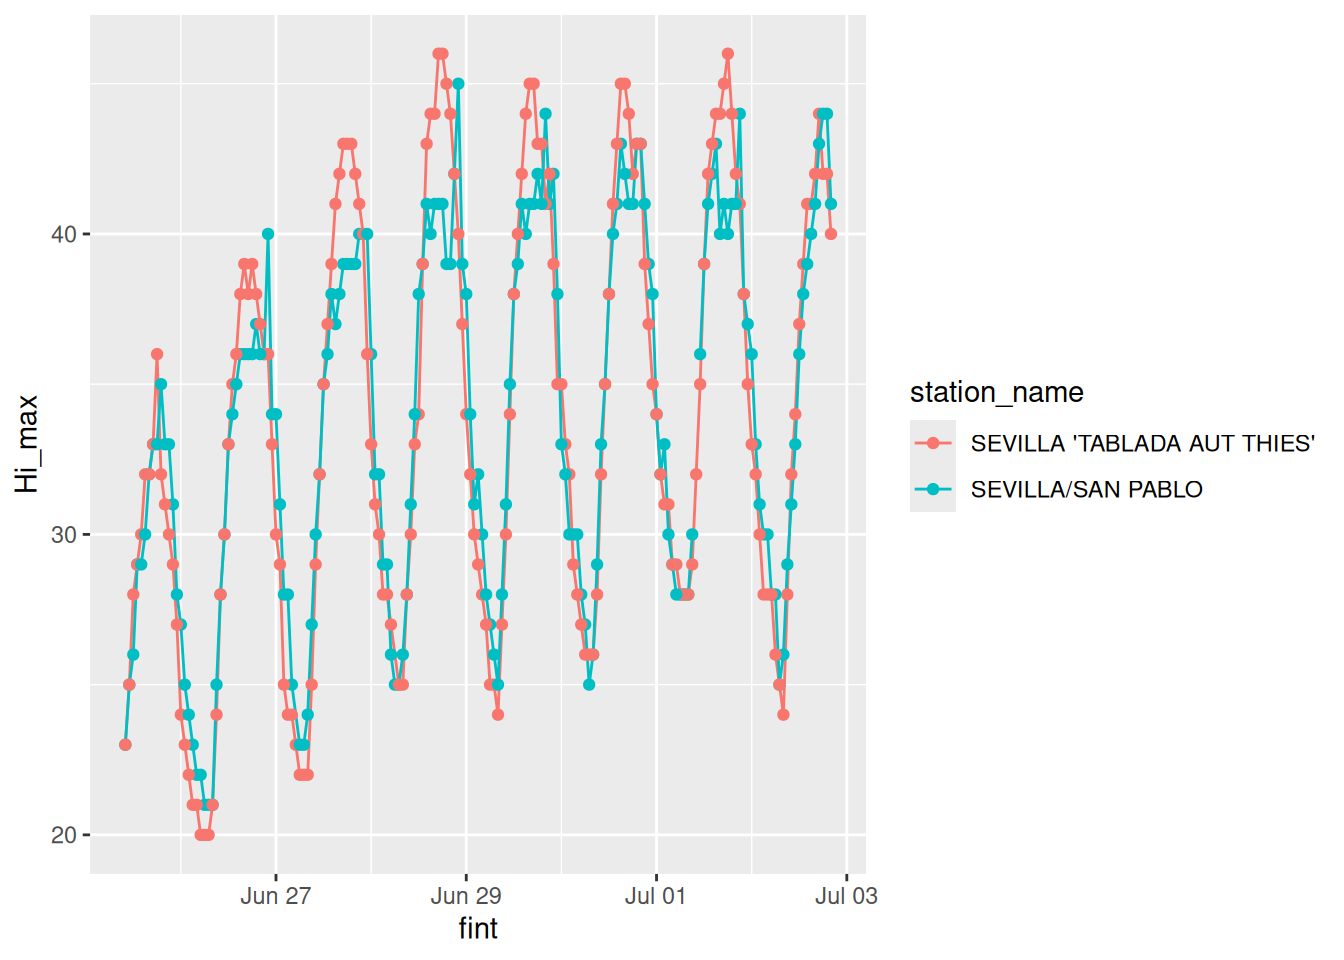 Hi_max
40
30
20
Jun 27
Jun 29
Jul 01
Jul 03
fint
station_name
SEVILLA 'TABLADA AUT THIES'
SEVILLA/SAN PABLO